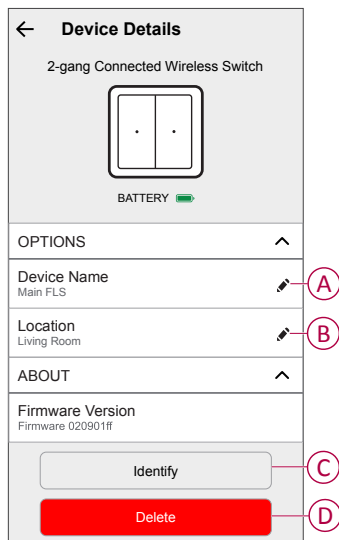 Device Details
2-gang Connected Wireless Switch
BATTERY
OPTIONS
Device Name
Main FLS
A
Location
Living Room
B
ABOUT
Firmware Version
Firmware 020901ff
Identify
C
Delete
D